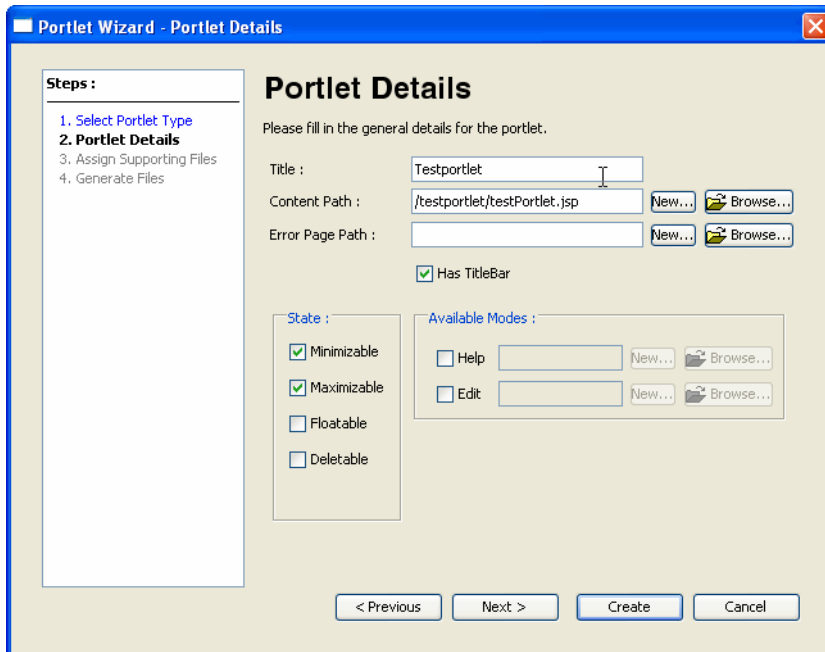 Portlet Wizard - Portlet Details
Steps :
1. Select Portlet Type
2. Portlet Details
3. Assign Supporting Files
4. Generate Files
Portlet Details
Please fill in the general details for the portlet.
Title : Testportlet
Content Path : /testportlet/testPortlet.jsp New... Browse...
Error Page Path : New... Browse...
Has TitleBar
State :
Minimizable
Maximizable
Floatable
Deletable
Available Modes :
Help New... Browse...
Edit New... Browse...
< Previous Next > Create Cancel